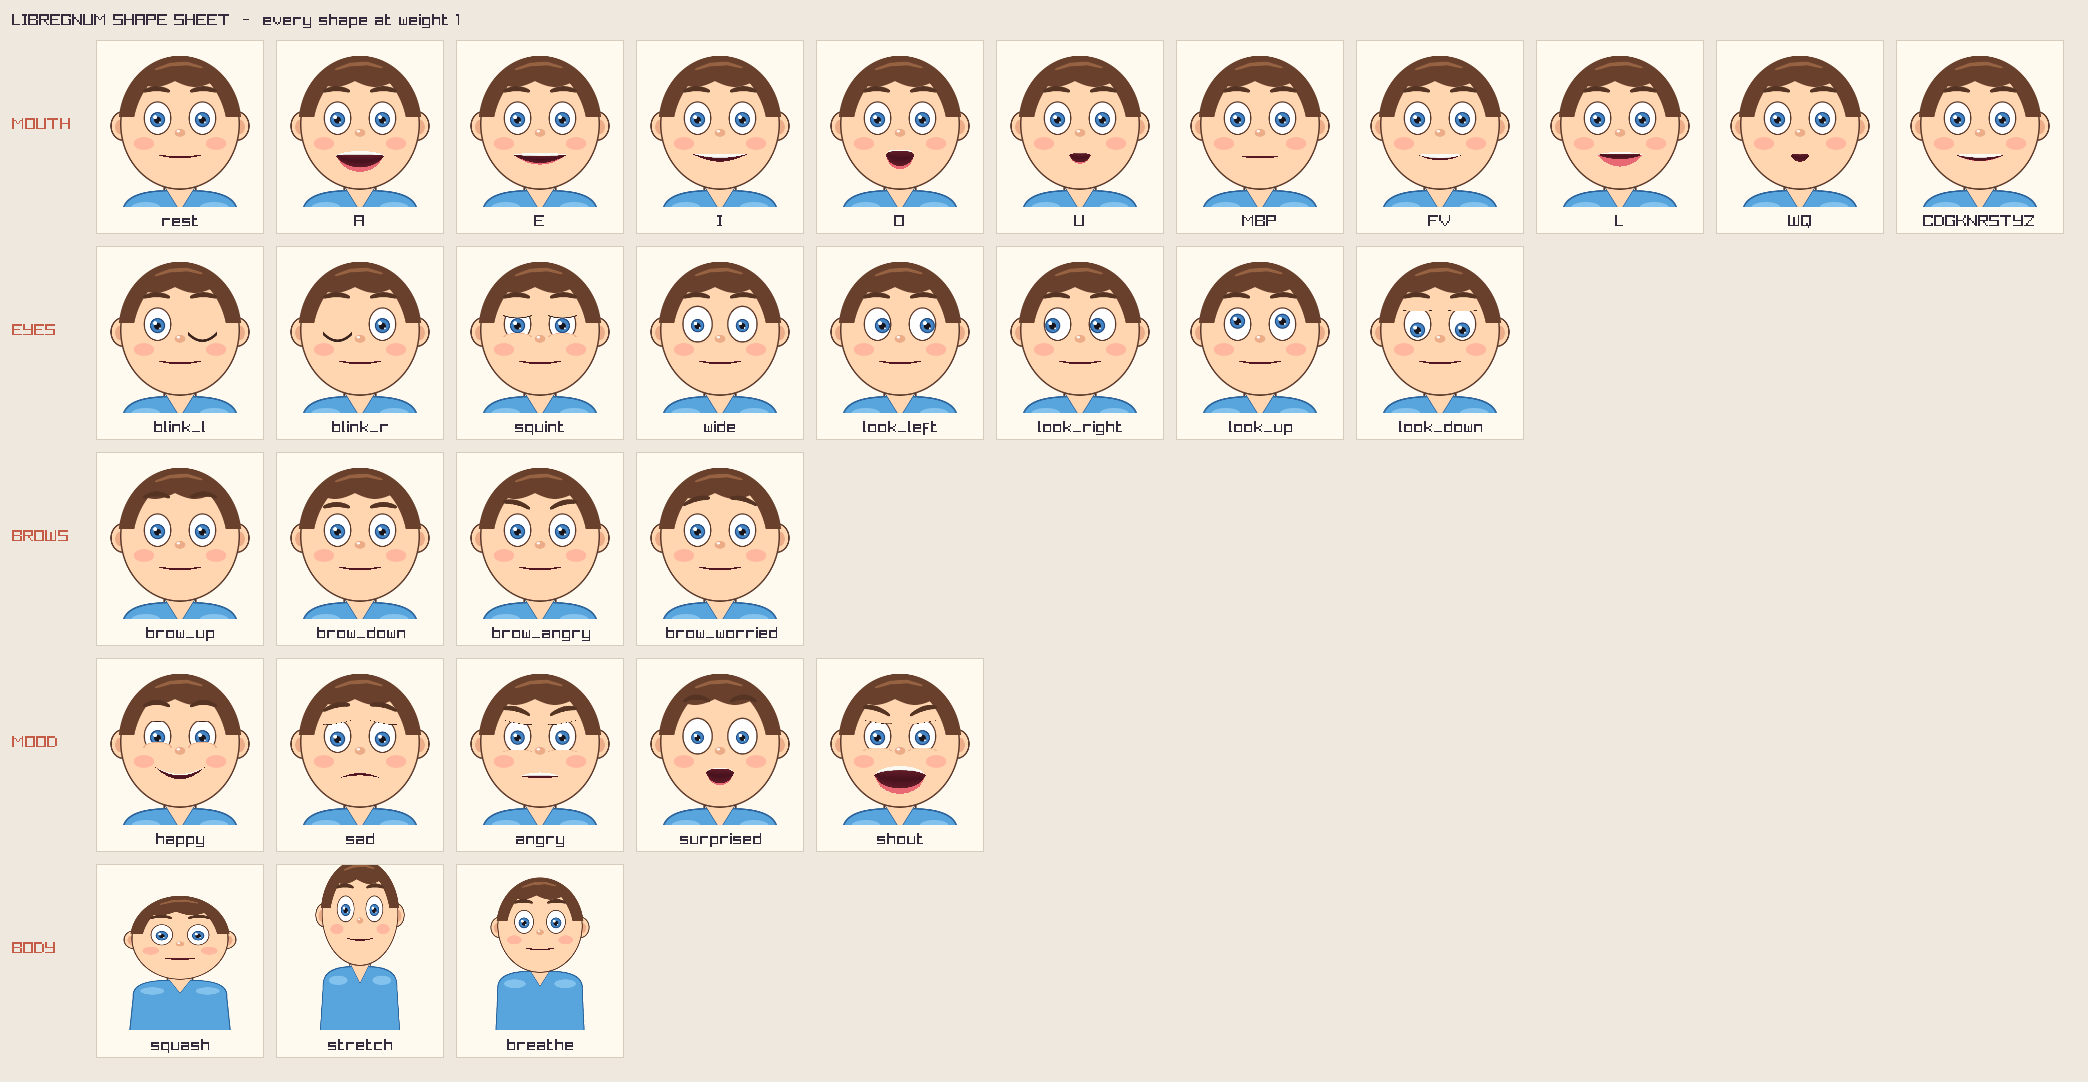 LIBREGNUM SHAPE SHEET - every shape at weight 1
MOUTH
rest A E I O U MBP FV L WQ CDGKNRSTYZ
EYES
blink_l blink_r squint wide look_left look_right look_up look_down
BROWS
brow_up brow_down brow_angry brow_worried
MOOD
happy sad angry surprised shout
BODY
squash stretch breathe